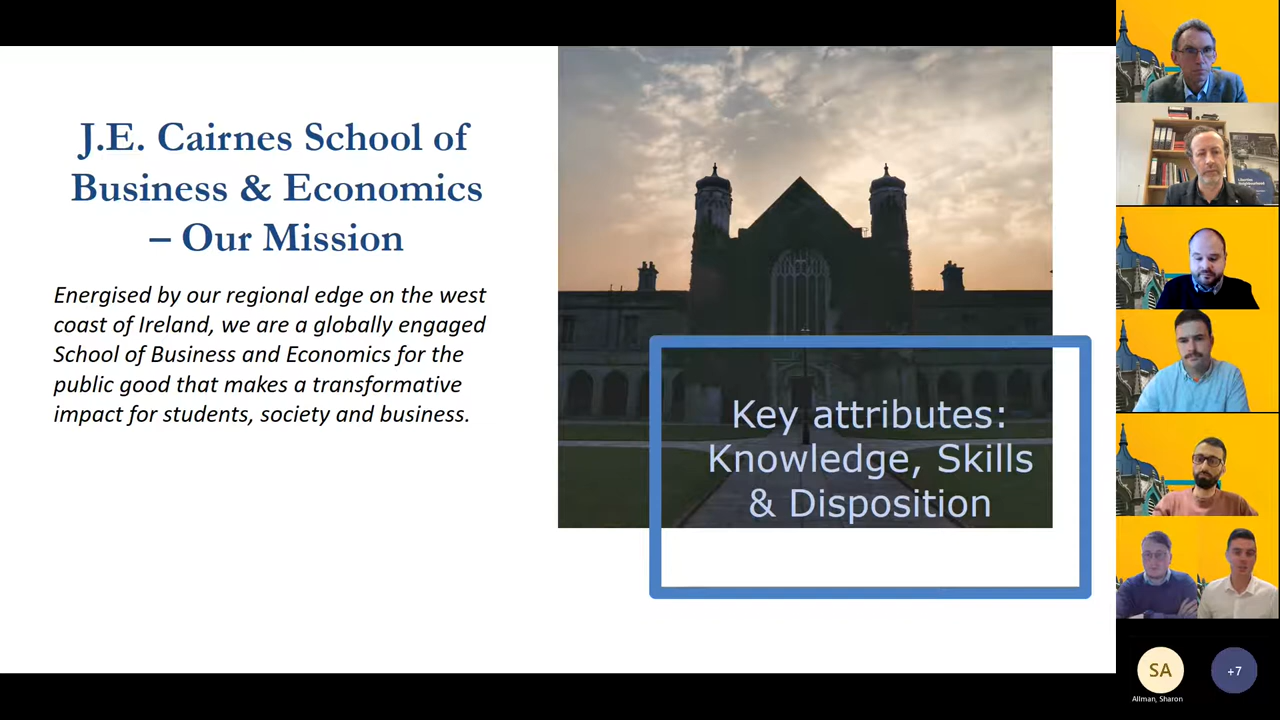 J.E. Cairnes School of
Business & Economics
– Our Mission
Energised by our regional edge on the west
coast of Ireland, we are a globally engaged
School of Business and Economics for the
public good that makes a transformative
impact for students, society and business.
Key attributes:
Knowledge, Skills
& Disposition
SA
+7
Allman, Sharon